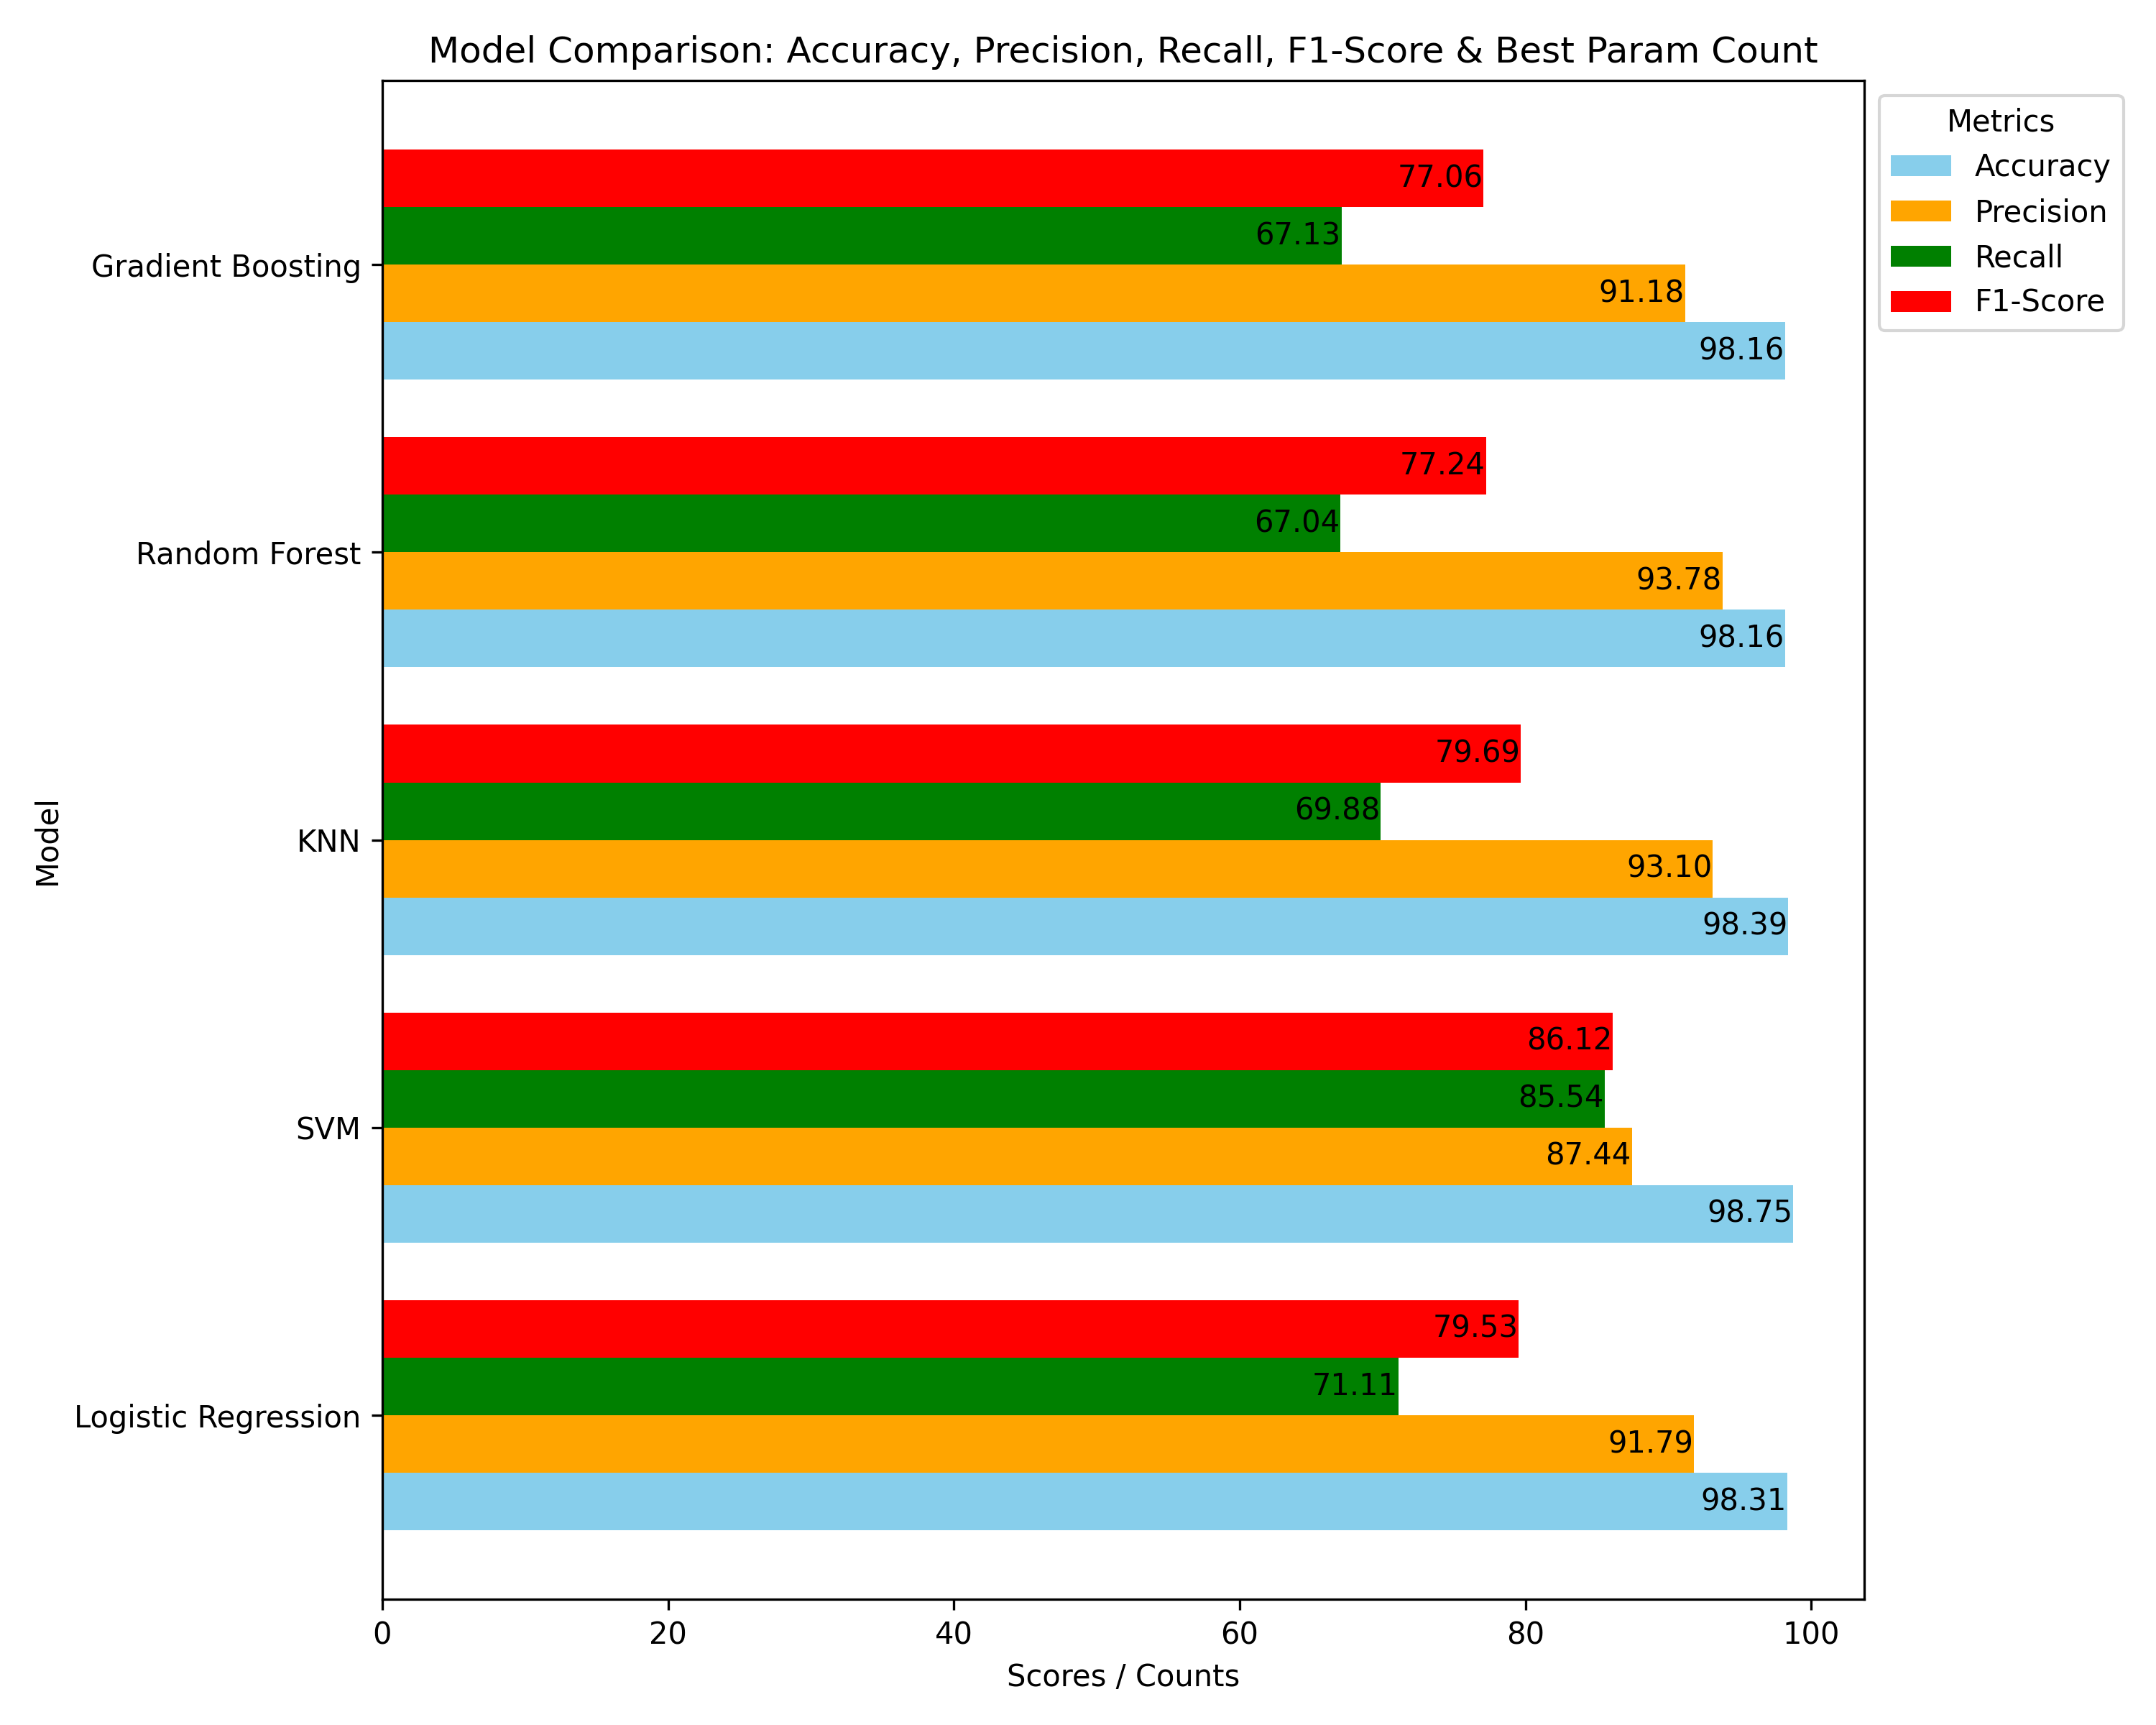 Model Comparison: Accuracy, Precision, Recall, F1-Score & Best Param Count
Metrics
Accuracy
Precision
Recall
F1-Score
Model
Gradient Boosting
77.06
67.13
91.18
98.16
Random Forest
77.24
67.04
93.78
98.16
KNN
79.69
69.88
93.10
98.39
SVM
86.12
85.54
87.44
98.75
Logistic Regression
79.53
71.11
91.79
98.31
0 20 40 60 80 100
Scores / Counts